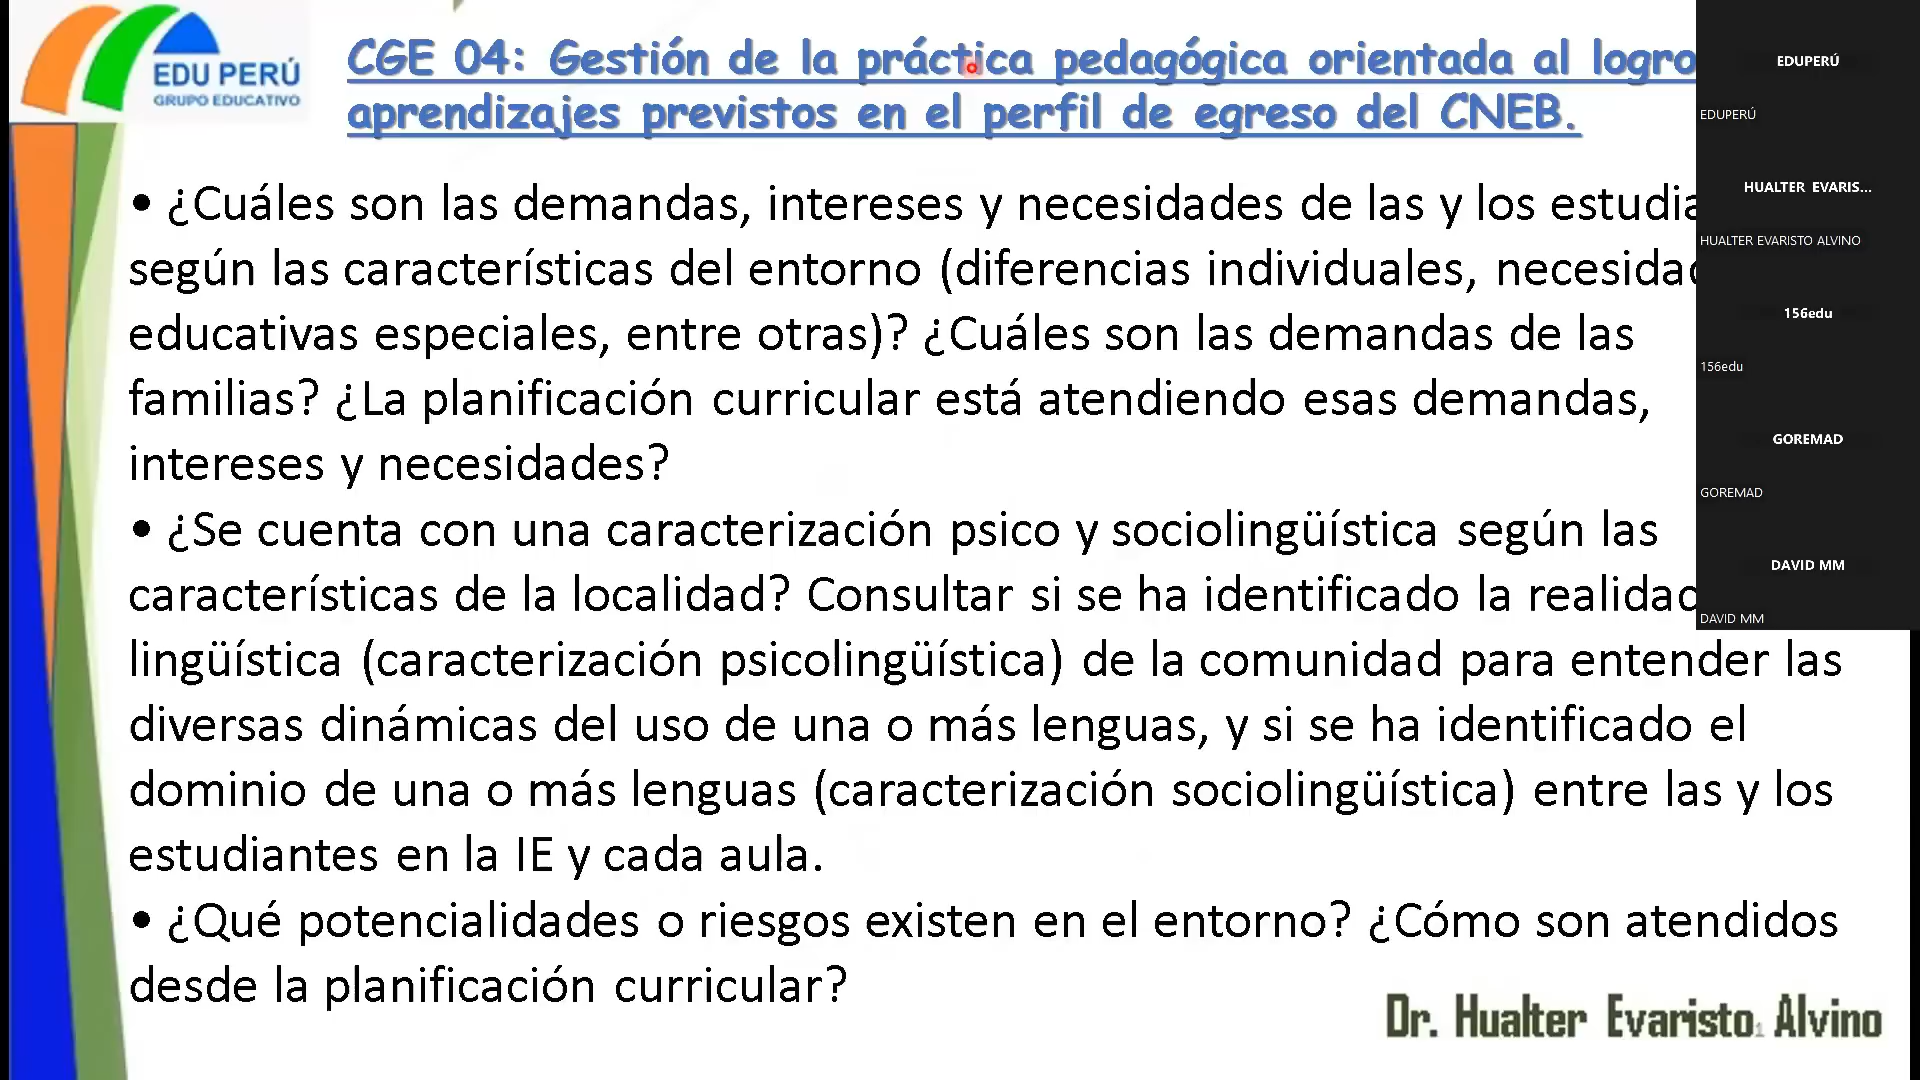 EDU PERÚ
GRUPO EDUCATIVO
CGE 04: Gestión de la práctica pedagógica orientada al logro
aprendizajes previstos en el perfil de egreso del CNEB.
• ¿Cuáles son las demandas, intereses y necesidades de las y los
según las características del entorno (diferencias individuales,
educativas especiales, entre otras)? ¿Cuáles son las demandas de las
familias? ¿La planificación curricular está atendiendo esas demandas,
intereses y necesidades?
• ¿Se cuenta con una caracterización psico y sociolingüística según las
características de la localidad? Consultar si se ha identificado la realidad
lingüística (caracterización psicolingüística) de la comunidad para entender las
diversas dinámicas del uso de una o más lenguas, y si se ha identificado el
dominio de una o más lenguas (caracterización sociolingüística) entre las y los
estudiantes en la IE y cada aula.
• ¿Qué potencialidades o riesgos existen en el entorno? ¿Cómo son atendidos
desde la planificación curricular?
Dr. Hualter Evaristo Alvino
EDUPERÚ
EDUPERÚ
HUALTER EVARIS...
HUALTER EVARISTO ALVINO
156edu
156edu
GOREMAD
GOREMAD
DAVID MM
DAVID MM